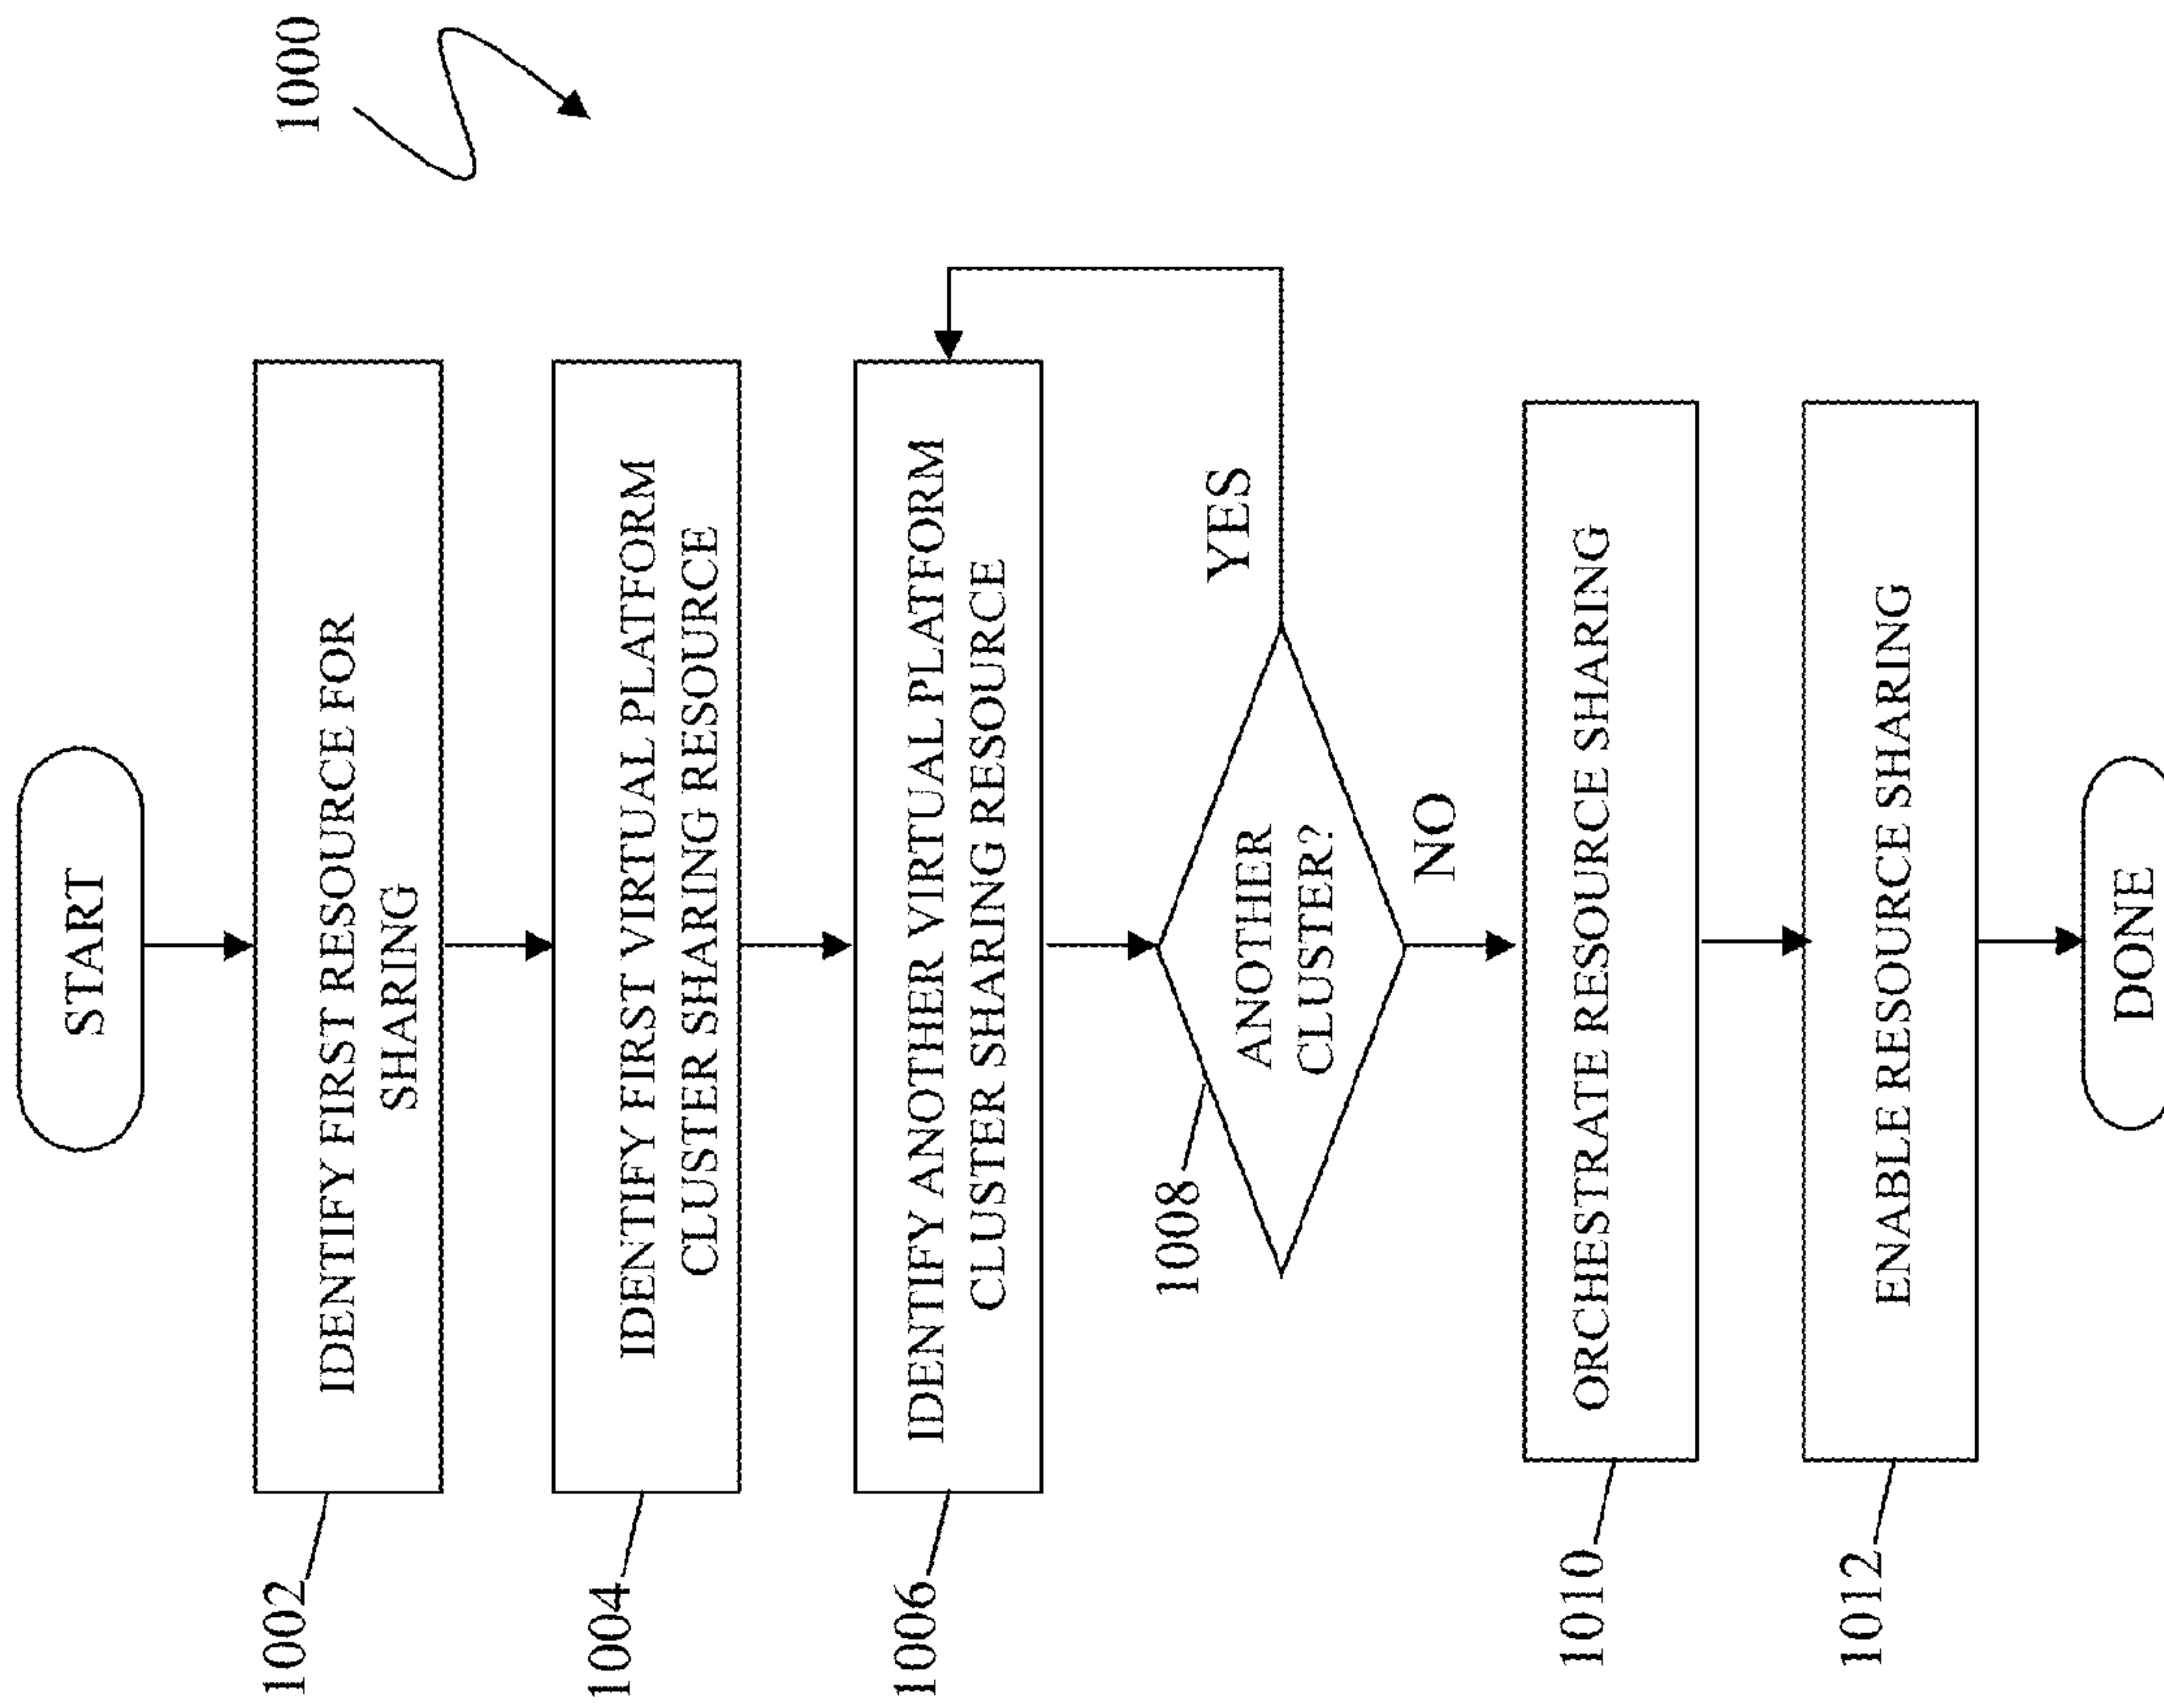 1000
START
1002
IDENTIFY FIRST RESOURCE FOR
SHARING
1004
IDENTIFY FIRST VIRTUAL PLATFORM
CLUSTER SHARING RESOURCE
1006
IDENTIFY ANOTHER VIRTUAL PLATFORM
CLUSTER SHARING RESOURCE
1008
ANOTHER
CLUSTER?
YES
NO
1010
ORCHESTRATE RESOURCE SHARING
1012
ENABLE RESOURCE SHARING
DONE